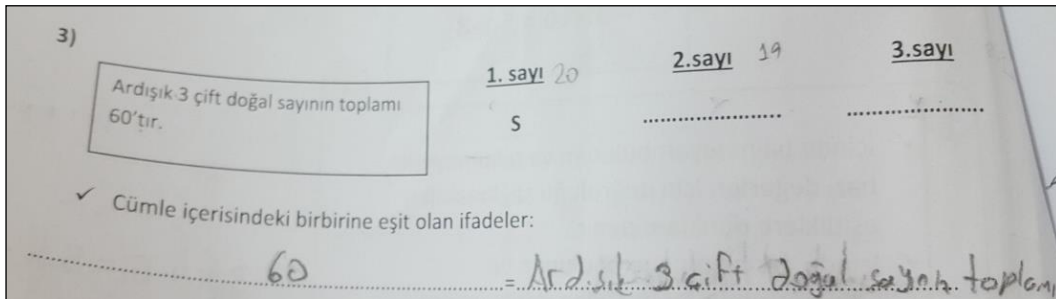 3)
1. sayı 20
2.sayı 19
3.sayı
Ardışık 3 çift doğal sayının toplamı
60'tır.
S
....................... .......................
✓ Cümle içerisindeki birbirine eşit olan ifadeler:
60 = Ardışık 3 çift doğal sayının toplamı